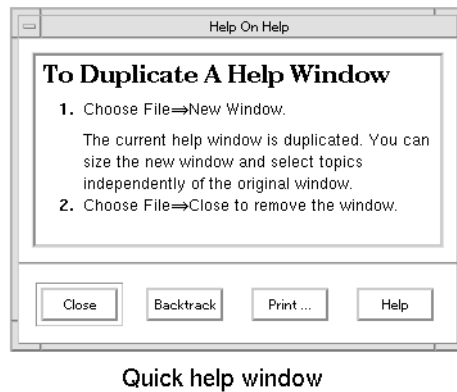 Help On Help
To Duplicate A Help Window
1. Choose File⇒New Window.
The current help window is duplicated. You can
size the new window and select topics
independently of the original window.
2. Choose File⇒Close to remove the window.
Close Backtrack Print ... Help
Quick help window